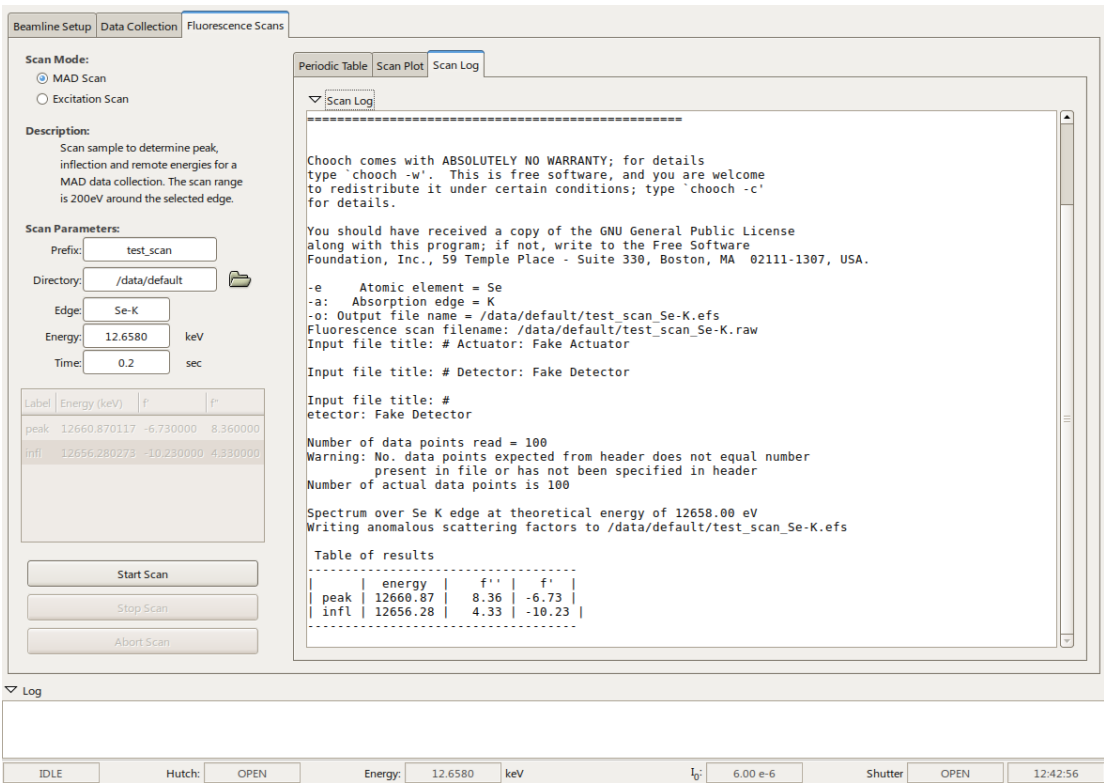 Beamline Setup Data Collection Fluorescence Scans
Scan Mode:
MAD Scan
Excitation Scan
Description:
Scan sample to determine peak,
inflection and remote energies for a
MAD data collection. The scan range
is 200eV around the selected edge.
Scan Parameters:
Prefix: test_scan
Directory: /data/default
Edge: Se-K
Energy: 12.6580 keV
Time: 0.2 sec
Label Energy (keV) f' f"
peak 12660.870117 -6.730000 8.360000
infl 12656.280273 -10.230000 4.330000
Start Scan
Stop Scan
Abort Scan
Periodic Table Scan Plot Scan Log
Scan Log
==================================================
Chooch comes with ABSOLUTELY NO WARRANTY; for details
type `chooch -w'.  This is free software, and you are welcome
to redistribute it under certain conditions; type `chooch -c'
for details.
You should have received a copy of the GNU General Public License
along with this program; if not, write to the Free Software
Foundation, Inc., 59 Temple Place - Suite 330, Boston, MA  02111-1307, USA.
-e     Atomic element = Se
-a:   Absorption edge = K
-o: Output file name = /data/default/test_scan_Se-K.efs
Fluorescence scan filename: /data/default/test_scan_Se-K.raw
Input file title: # Actuator: Fake Actuator
Input file title: # Detector: Fake Detector
Input file title: #
etector: Fake Detector
Number of data points read = 100
Warning: No. data points expected from header does not equal number
         present in file or has not been specified in header
Number of actual data points is 100
Spectrum over Se K edge at theoretical energy of 12658.00 eV
Writing anomalous scattering factors to /data/default/test_scan_Se-K.efs
 Table of results
------------------------------------
|      |  energy  |    f'' |   f'  |
| peak | 12660.87 |   8.36 | -6.73 |
| infl | 12656.28 |   4.33 | -10.23 |
------------------------------------
Log
IDLE Hutch: OPEN Energy: 12.6580 keV I0: 6.00 e-6 Shutter OPEN 12:42:56